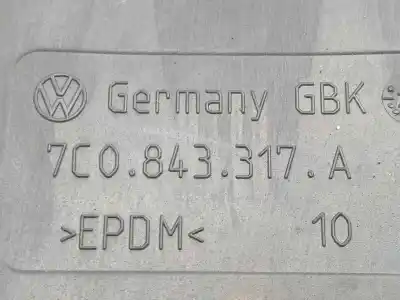 Germany GBK
7C0.843.317.A
>EPDM< 10